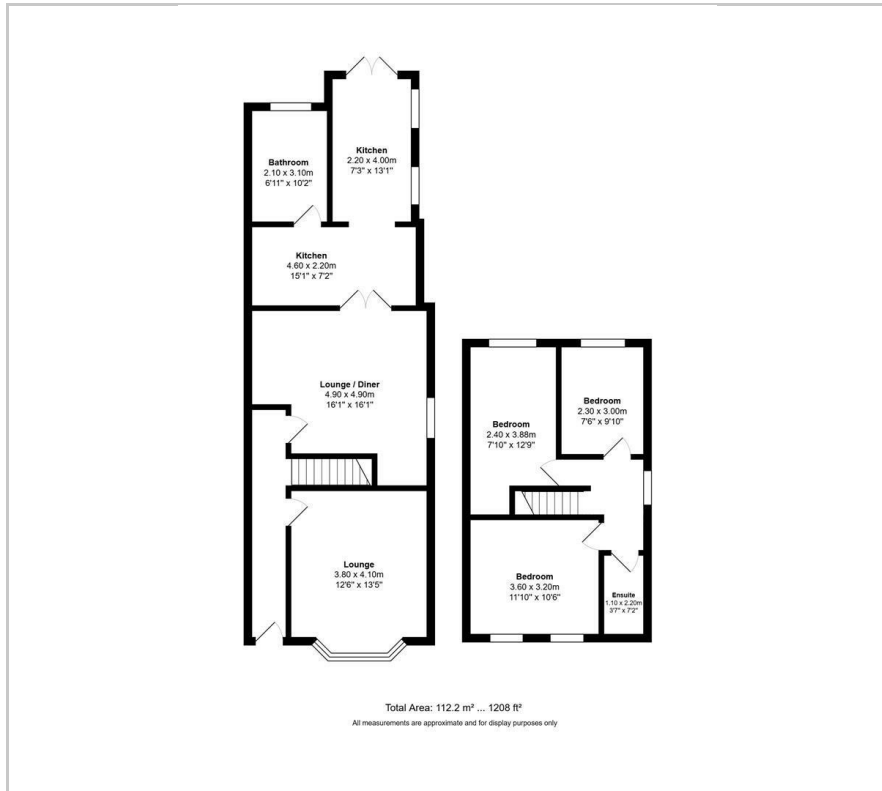 Kitchen
2.20 x 4.00m
7'3" x 13'1"
Bathroom
2.10 x 3.10m
6'11" x 10'2"
Kitchen
4.60 x 2.20m
15'1" x 7'2"
Lounge / Diner
4.90 x 4.90m
16'1" x 16'1"
Lounge
3.80 x 4.10m
12'6" x 13'5"
Bedroom
2.40 x 3.88m
7'10" x 12'9"
Bedroom
2.30 x 3.00m
7'6" x 9'10"
Bedroom
3.60 x 3.20m
11'10" x 10'6"
Ensuite
1.10 x 2.20m
3'7" x 7'2"
Total Area: 112.2 m² ... 1208 ft²
All measurements are approximate and for display purposes only